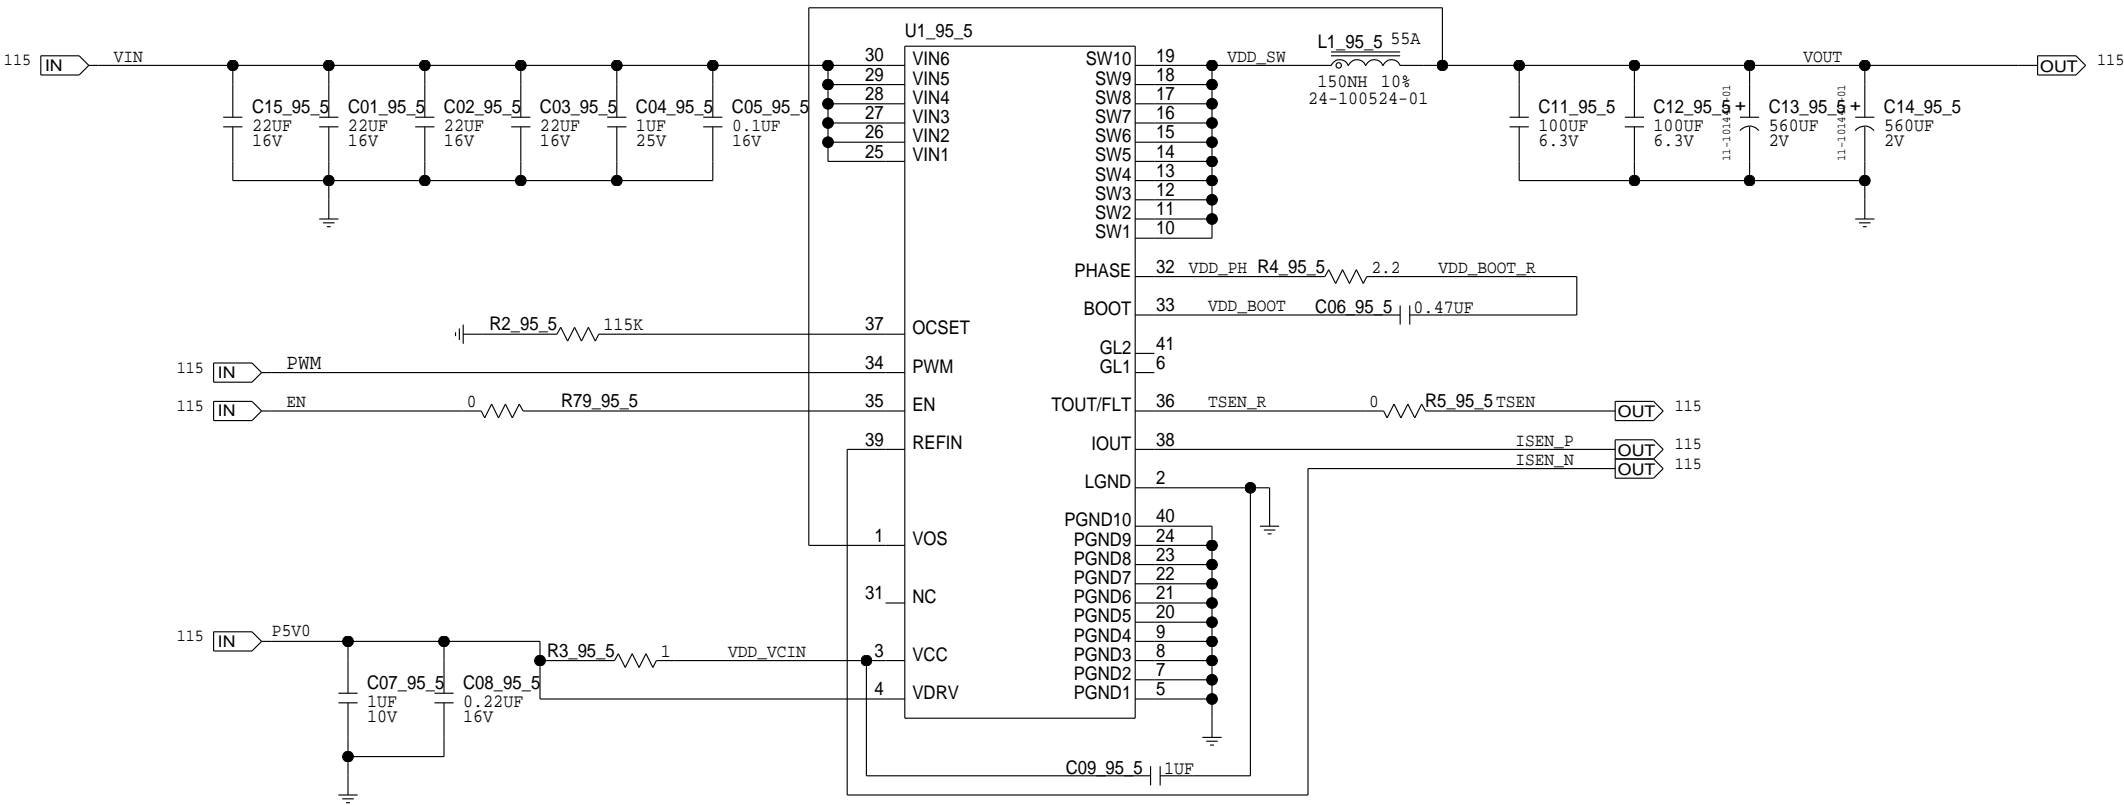 U1_95_5
115 IN VIN
30 VIN6
29 VIN5
28 VIN4
27 VIN3
26 VIN2
25 VIN1
C15_95_5
22UF
16V
C01_95_5
22UF
16V
C02_95_5
22UF
16V
C03_95_5
22UF
16V
C04_95_5
1UF
25V
C05_95_5
0.1UF
16V
SW10 19
SW9 18
SW8 17
SW7 16
SW6 15
SW5 14
SW4 13
SW3 12
SW2 11
SW1 10
VDD_SW
L1_95_5 55A
150NH 10%
24-100524-01
VOUT
OUT 115
C11_95_5
100UF
6.3V
C12_95_5
100UF
6.3V
+
C13_95_5
560UF
2V
+
C14_95_5
560UF
2V
PHASE 32 VDD_PH R4_95_5 2.2 VDD_BOOT_R
BOOT 33 VDD_BOOT C06_95_5 0.47UF
R2_95_5 115K 37 OCSET
GL2 41
GL1 6
115 IN PWM 34 PWM
115 IN EN 0 R79_95_5 35 EN
TOUT/FLT 36 TSEN_R 0 R5_95_5 TSEN OUT 115
39 REFIN
IOUT 38 ISEN_P OUT 115
ISEN_N OUT 115
LGND 2
1 VOS
31 NC
PGND10 40
PGND9 24
PGND8 23
PGND7 22
PGND6 21
PGND5 20
PGND4 9
PGND3 8
PGND2 7
PGND1 5
115 IN P5V0
R3_95_5 1 VDD_VCIN 3 VCC
4 VDRV
C07_95_5
1UF
10V
C08_95_5
0.22UF
16V
C09_95_5 1UF